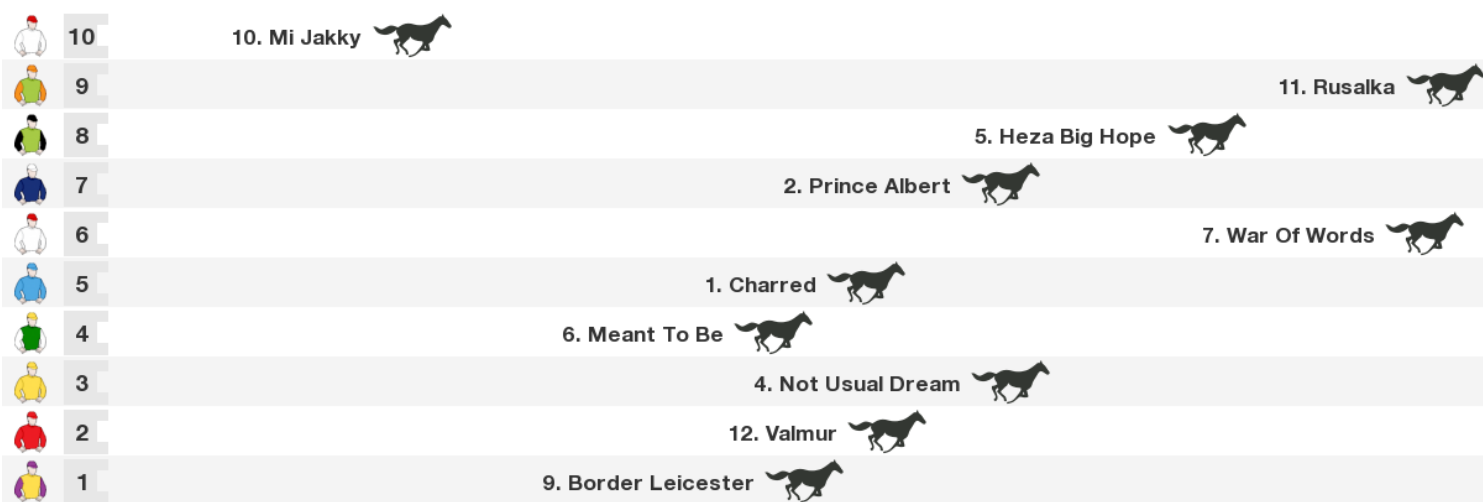 10 10. Mi Jakky
9 11. Rusalka
8 5. Heza Big Hope
7 2. Prince Albert
6 7. War Of Words
5 1. Charred
4 6. Meant To Be
3 4. Not Usual Dream
2 12. Valmur
1 9. Border Leicester